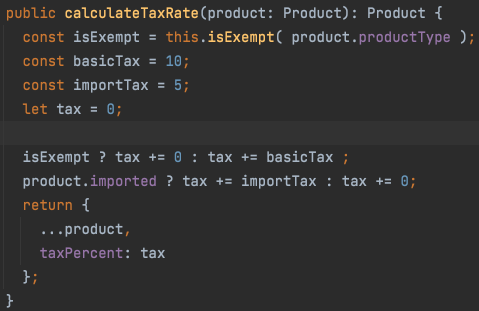 public calculateTaxRate(product: Product): Product {
const isExempt = this.isExempt( product.productType );
const basicTax = 10;
const importTax = 5;
let tax = 0;
isExempt ? tax += 0 : tax += basicTax ;
product.imported ? tax += importTax : tax += 0;
return {
...product,
taxPercent: tax
};
}